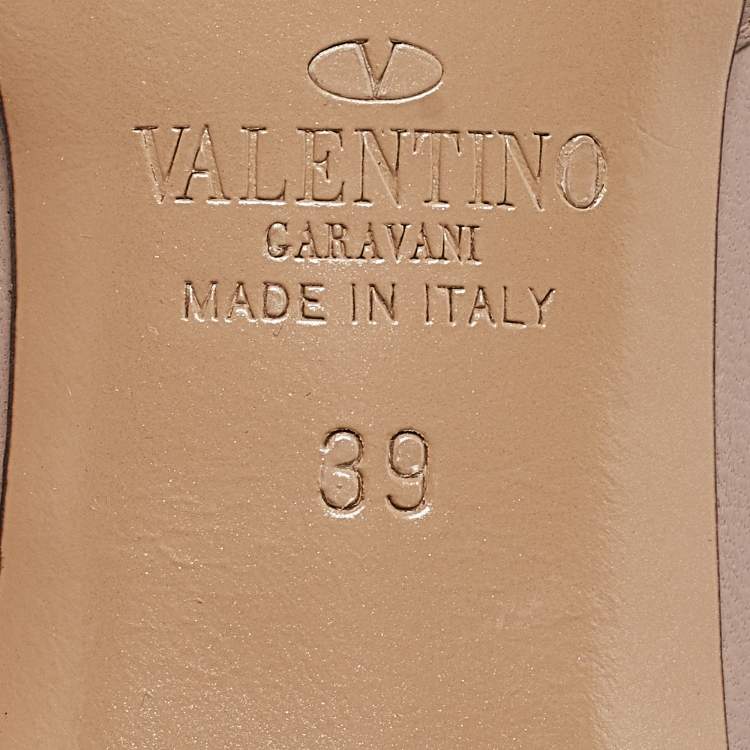 V
VALENTINO
GARAVANI
MADE IN ITALY
39